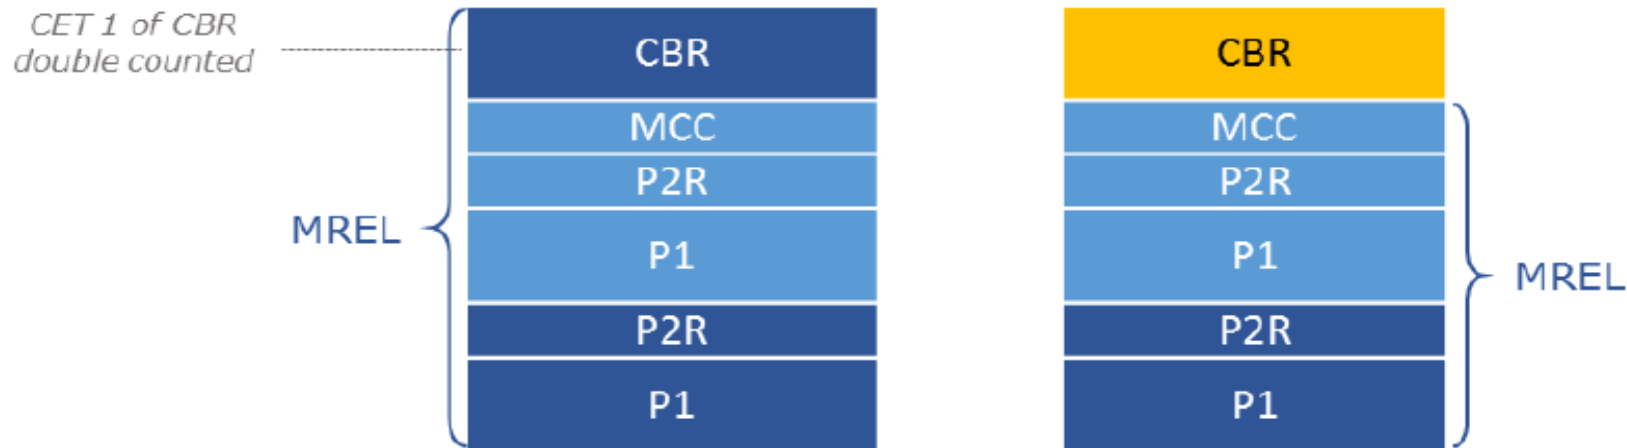 CET 1 of CBR
double counted
MREL
CBR
MCC
P2R
P1
P2R
P1
CBR
MCC
P2R
P1
P2R
P1
MREL